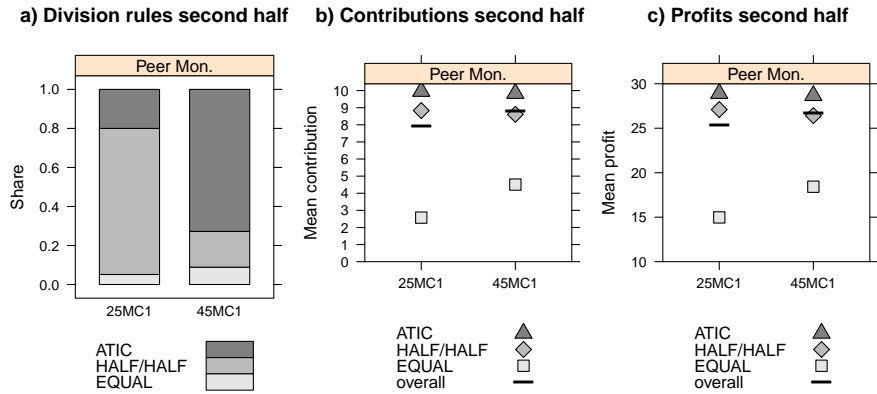 a) Division rules second half
Peer Mon.
Share
1.0
0.8
0.6
0.4
0.2
0.0
25MC1 45MC1
ATIC
HALF/HALF
EQUAL
b) Contributions second half
Peer Mon.
Mean contribution
10
9
8
7
6
5
4
3
2
1
0
25MC1 45MC1
ATIC
HALF/HALF
EQUAL
overall
c) Profits second half
Peer Mon.
Mean profit
30
25
20
15
10
25MC1 45MC1
ATIC
HALF/HALF
EQUAL
overall